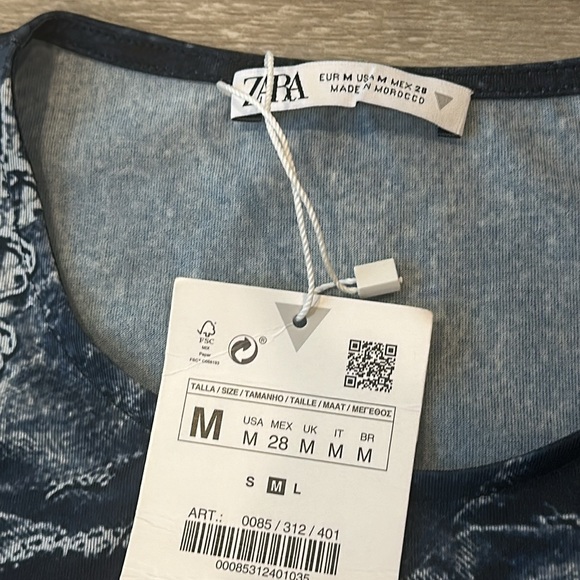 ZARA
EUR M USA M MEX 28
MADE IN MOROCCO
FSC
MIX
Paper
®
TALLA / SIZE / TAMANHO / TAILLE / MAAT / ΜΕΓΕΘΟΣ
M
USA MEX UK IT BR
M 28 M M M
S M L
ART.: 0085 / 312 / 401
00085312401035